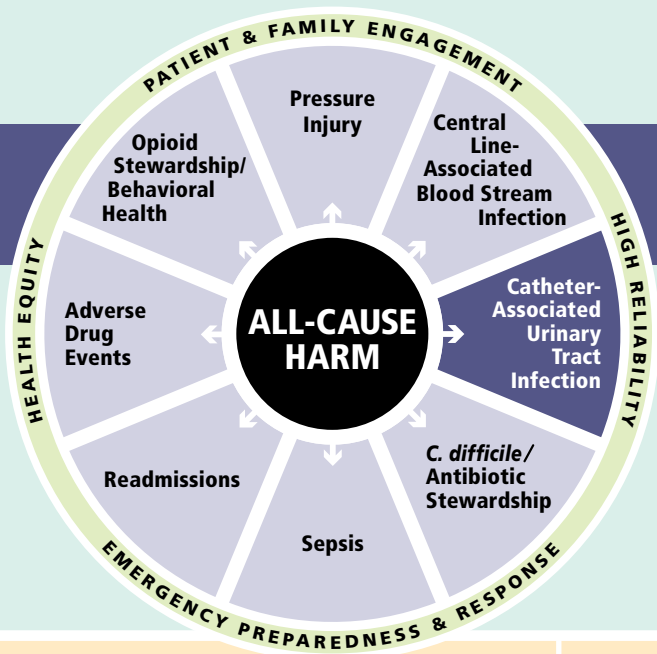 PATIENT & FAMILY ENGAGEMENT
HIGH RELIABILITY
EMERGENCY PREPAREDNESS & RESPONSE
HEALTH EQUITY
Pressure
Injury
Central
Line-
Associated
Blood Stream
Infection
Catheter-
Associated
Urinary
Tract
Infection
C. difficile/
Antibiotic
Stewardship
Sepsis
Readmissions
Adverse
Drug
Events
Opioid
Stewardship/
Behavioral
Health
ALL-CAUSE
HARM